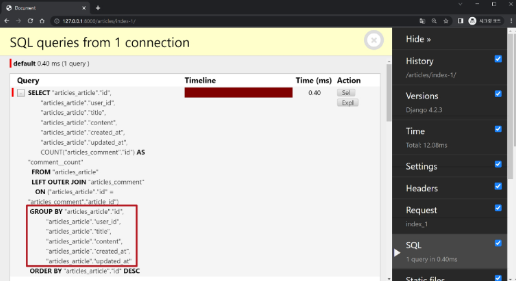 Document
127.0.0.1:8000/articles/index-1/
SQL queries from 1 connection
default 0.40 ms (1 query )
Query
Timeline
Time (ms)
Action
SELECT "articles_article"."id",
"articles_article"."user_id",
"articles_article"."title",
"articles_article"."content",
"articles_article"."created_at",
"articles_article"."updated_at",
COUNT("articles_comment"."id") AS
"comment__count"
FROM "articles_article"
LEFT OUTER JOIN "articles_comment"
ON ("articles_article"."id" =
"articles_comment"."article_id")
GROUP BY "articles_article"."id",
"articles_article"."user_id",
"articles_article"."title",
"articles_article"."content",
"articles_article"."created_at",
"articles_article"."updated_at"
ORDER BY "articles_article"."id" DESC
0.40
Sel
Expl
Hide »
History
/articles/index-1/
Versions
Django 4.2.3
Time
Total: 12.08ms
Settings
Headers
Request
index_1
SQL
1 query in 0.40ms
Static files